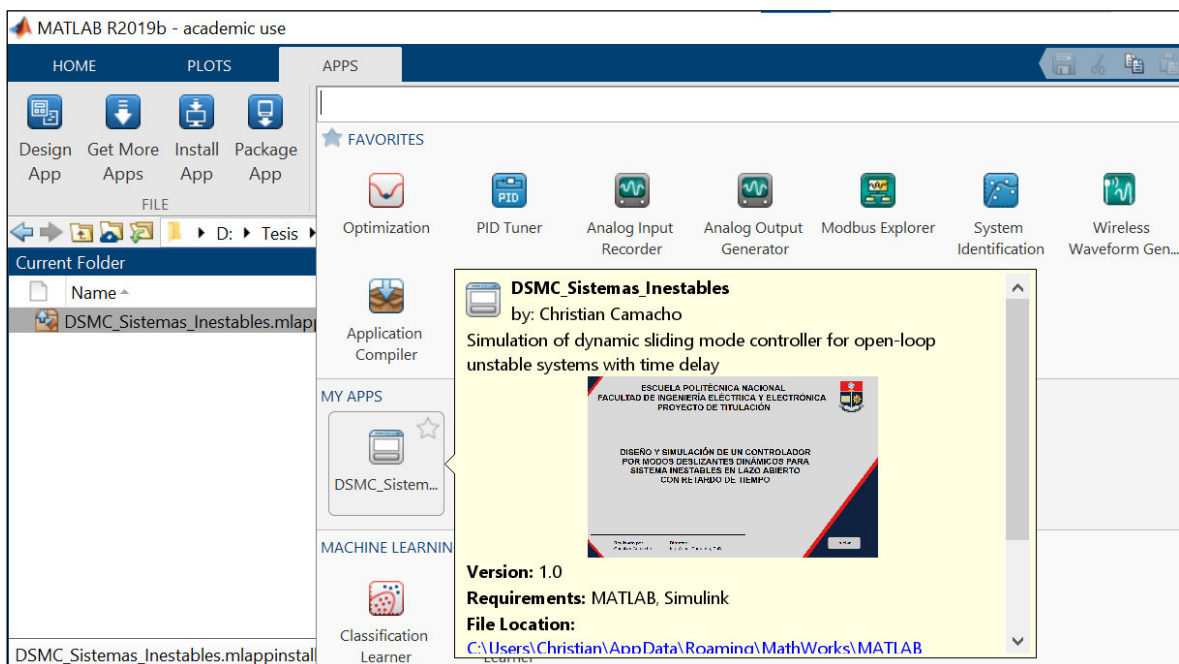 MATLAB R2019b - academic use
HOME
PLOTS
APPS
Design App
Get More Apps
Install App
Package App
FILE
D: Tesis
Current Folder
Name
DSMC_Sistemas_Inestables.mlapp
FAVORITES
Optimization
PID Tuner
Analog Input Recorder
Analog Output Generator
Modbus Explorer
System Identification
Wireless Waveform Gen...
Application Compiler
MY APPS
DSMC_Sistem...
MACHINE LEARNIN
Classification Learner
Learner
DSMC_Sistemas_Inestables
by: Christian Camacho
Simulation of dynamic sliding mode controller for open-loop
unstable systems with time delay
ESCUELA POLITÉCNICA NACIONAL
FACULTAD DE INGENIERÍA ELÉCTRICA Y ELECTRÓNICA
PROYECTO DE TITULACIÓN
DISEÑO Y SIMULACIÓN DE UN CONTROLADOR
POR MODOS DESLIZANTES DINÁMICOS PARA
SISTEMA INESTABLES EN LAZO ABIERTO
CON RETARDO DE TIEMPO
Version: 1.0
Requirements: MATLAB, Simulink
File Location:
C:\Users\Christian\AppData\Roaming\MathWorks\MATLAB
DSMC_Sistemas_Inestables.mlappinstall